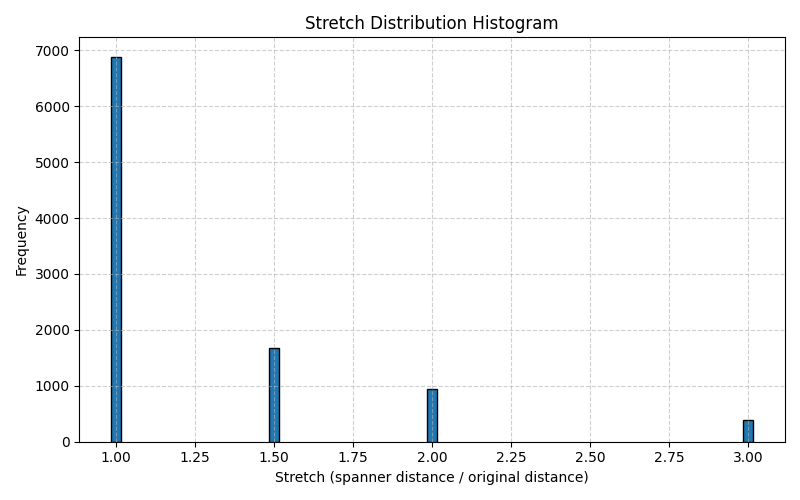 Stretch Distribution Histogram
7000
6000
5000
4000
3000
2000
1000
0
Frequency
1.00 1.25 1.50 1.75 2.00 2.25 2.50 2.75 3.00
Stretch (spanner distance / original distance)